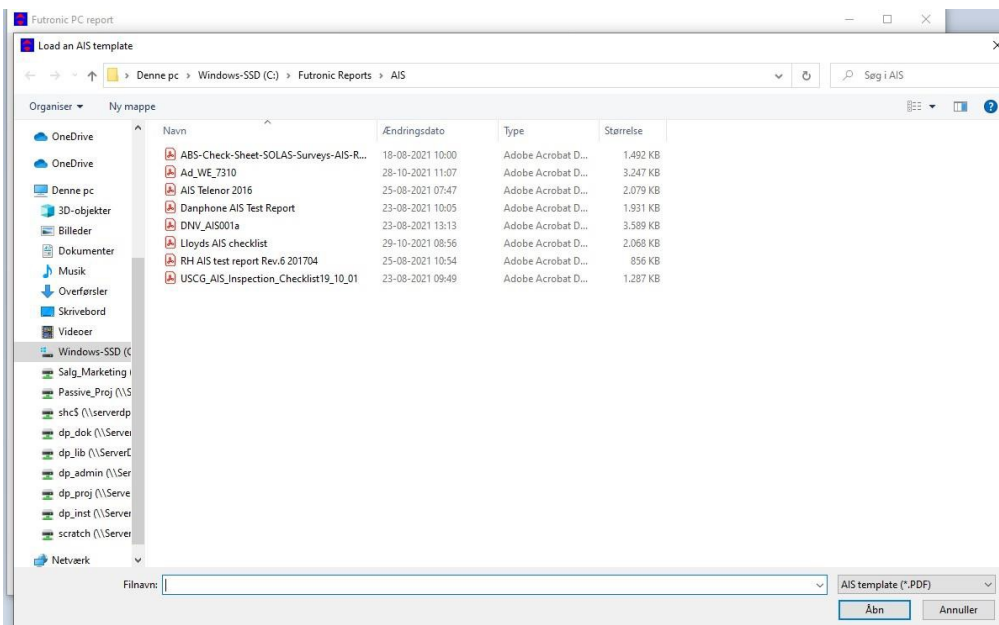 Futronic PC report
Load an AIS template
Denne pc › Windows-SSD (C:) › Futronic Reports › AIS
Søg i AIS
Organiser Ny mappe
Navn Ændringsdato Type Størrelse
OneDrive
OneDrive
Denne pc
3D-objekter
Billeder
Dokumenter
Musik
Overførsler
Skrivebord
Videoer
Windows-SSD (C
Salg_Marketing (
Passive_Proj (\\S
shc$ (\\serverdp
dp_dok (\\Server
dp_lib (\\ServerD
dp_admin (\\Ser
dp_proj (\\Serve
dp_inst (\\Server
scratch (\\Server
Netværk
ABS-Check-Sheet-SOLAS-Surveys-AIS-R... 18-08-2021 10:00 Adobe Acrobat D... 1.492 KB
Ad_WE_7310 28-10-2021 11:07 Adobe Acrobat D... 3.247 KB
AIS Telenor 2016 25-08-2021 07:47 Adobe Acrobat D... 2.079 KB
Danphone AIS Test Report 23-08-2021 10:05 Adobe Acrobat D... 1.931 KB
DNV_AIS001a 23-08-2021 13:13 Adobe Acrobat D... 3.589 KB
Lloyds AIS checklist 29-10-2021 08:56 Adobe Acrobat D... 2.068 KB
RH AIS test report Rev.6 201704 25-08-2021 10:54 Adobe Acrobat D... 856 KB
USCG_AIS_Inspection_Checklist19_10_01 23-08-2021 09:49 Adobe Acrobat D... 1.287 KB
Filnavn:
AIS template (*.PDF)
Åbn Annuller